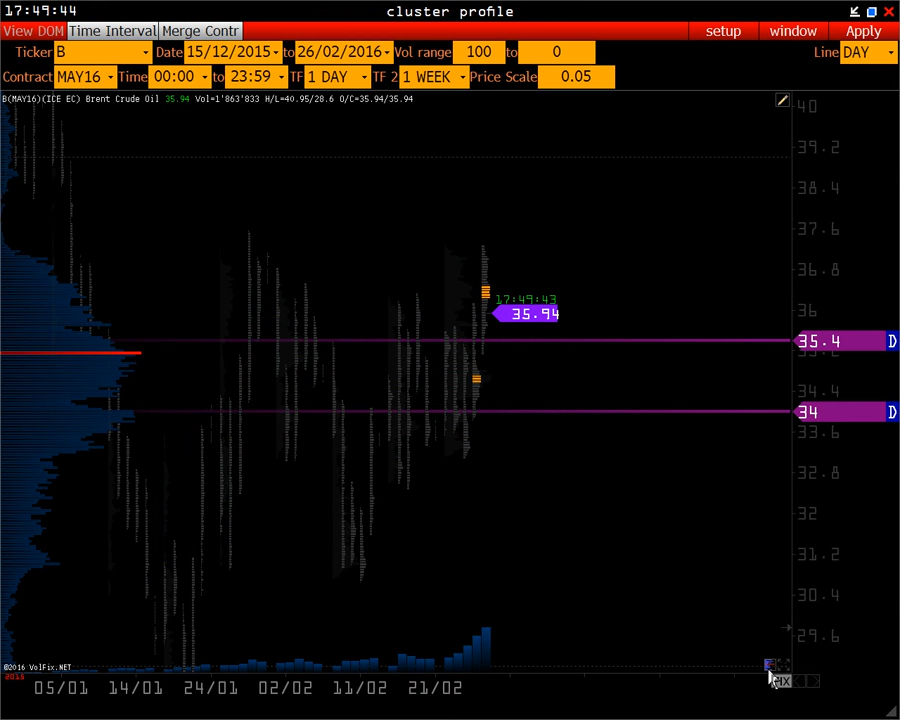 17:49:44 cluster profile
View DOM Time Interval Merge Contr setup window Apply
Ticker B Date 15/12/2015 to 26/02/2016 Vol range 100 to 0 Line DAY
Contract MAY16 Time 00:00 to 23:59 TF 1 DAY TF 2 1 WEEK Price Scale 0.05
B(MAY16)(ICE EC) Brent Crude Oil 35.94 Vol=1'863'833 H/L=40.95/28.6 O/C=35.94/35.94
40
39.2
38.4
37.6
36.8
17:49:43
36
35.94
35.4 D
34.4
34 D
33.6
32.8
32
31.2
30.4
29.6
©2016 VolFix.NET
2015
05/01 14/01 24/01 02/02 11/02 21/02